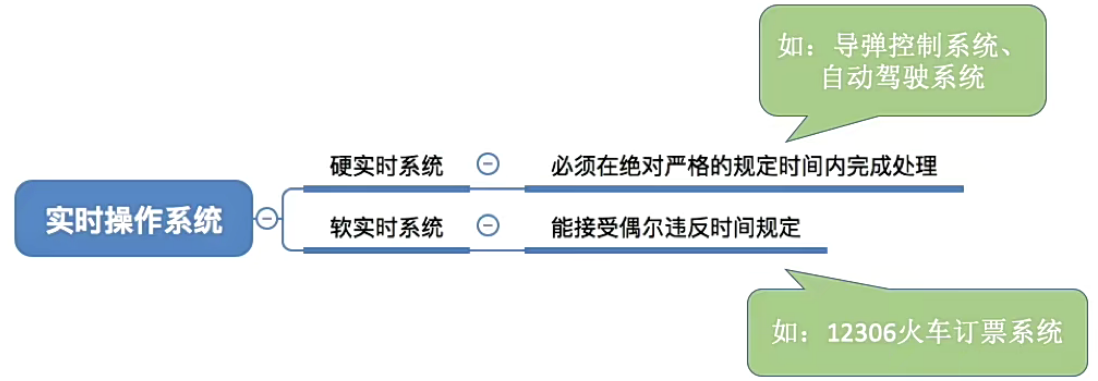 如：导弹控制系统、
自动驾驶系统
硬实时系统
必须在绝对严格的规定时间内完成处理
实时操作系统
软实时系统
能接受偶尔违反时间规定
如：12306火车订票系统